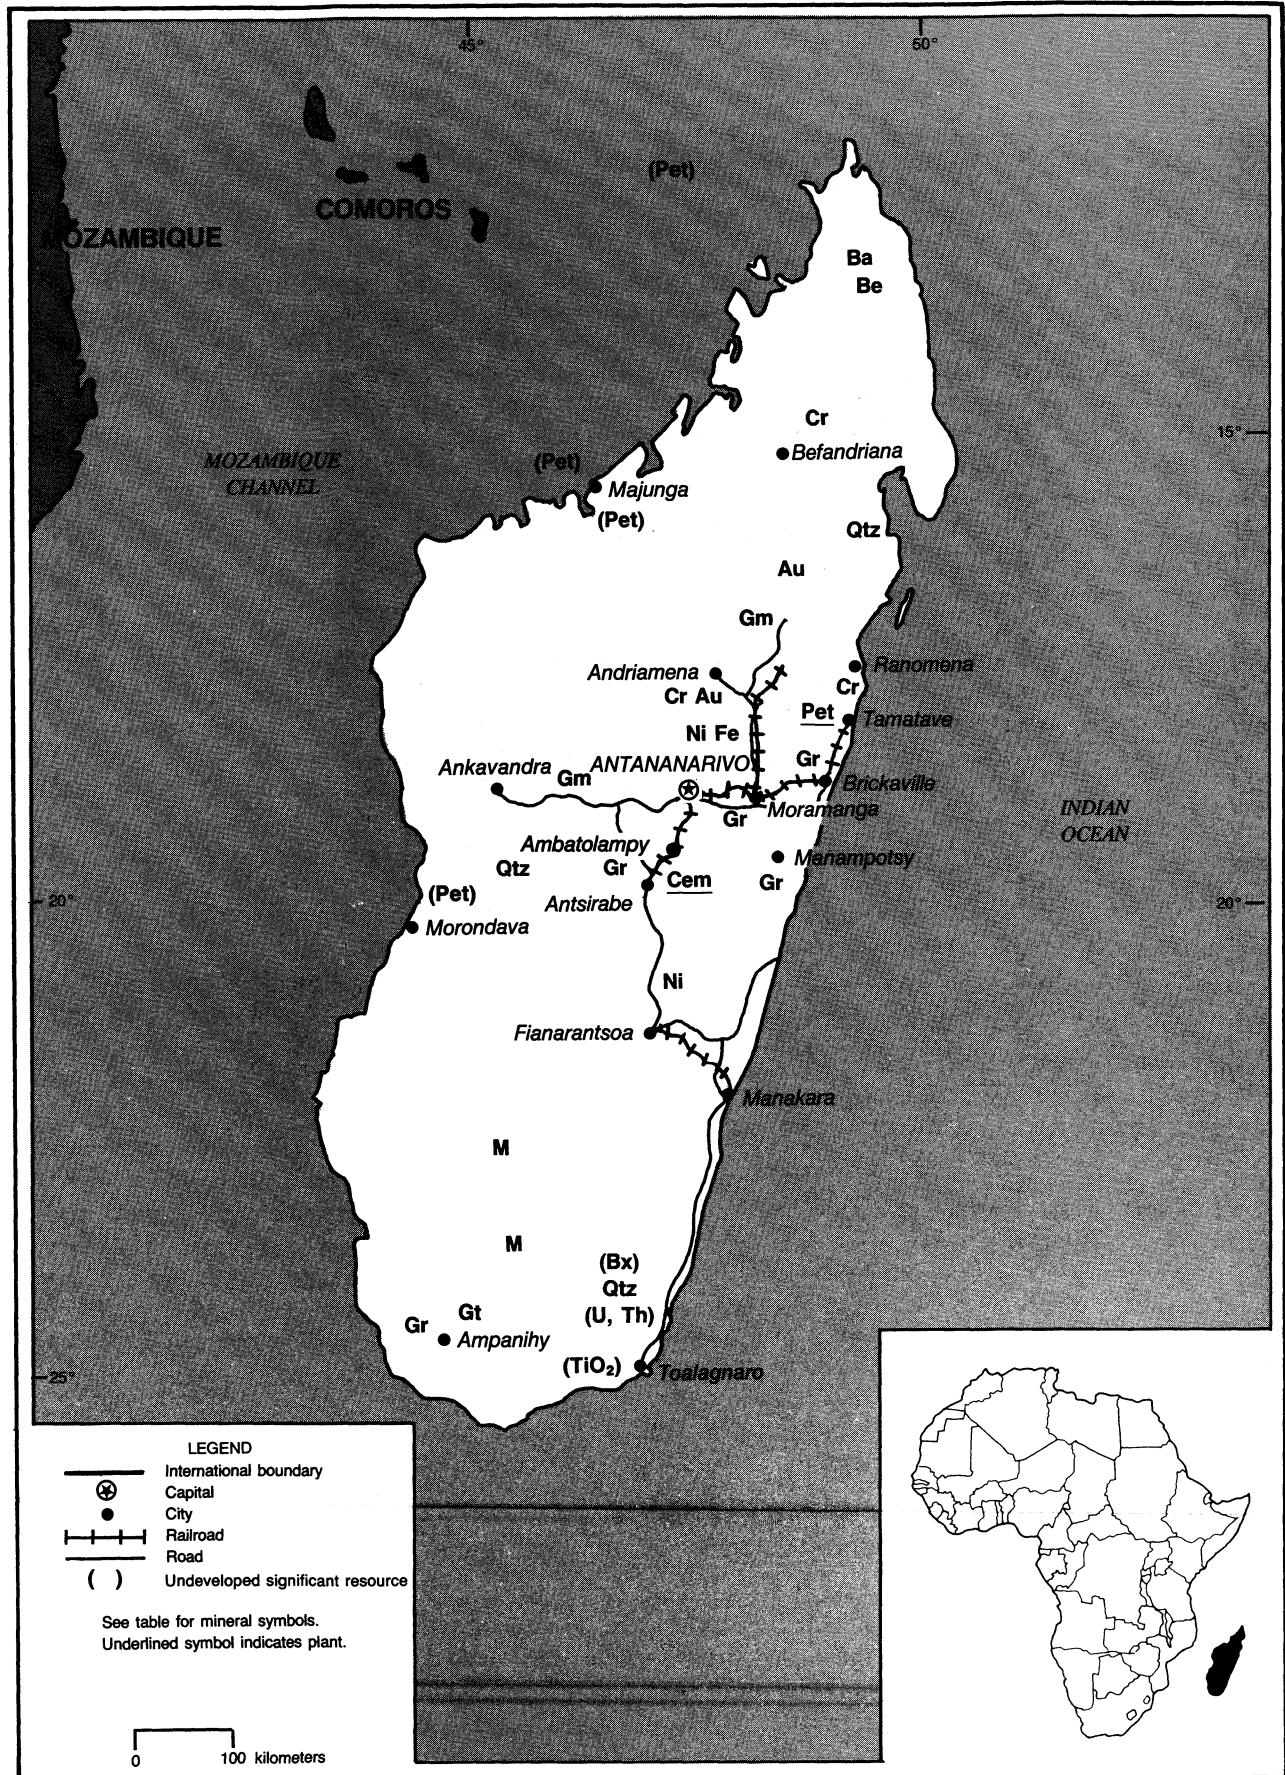 45°
50°
(Pet)
COMOROS
MOZAMBIQUE
Ba
Be
Cr
15°
Befandriana
MOZAMBIQUE
CHANNEL
(Pet)
Majunga
(Pet)
Qtz
Au
Gm
Andriamena
Ranomena
Cr Au
Cr
Pet
Tamatave
Ni Fe
ANTANANARIVO
Gr
Ankavandra
Gm
Brickaville
Moramanga
INDIAN
OCEAN
Gr
Ambatolampy
Manampotsy
Qtz
Gr
Cem
Gr
(Pet)
20°
20°
Antsirabe
Morondava
Ni
Fianarantsoa
Manakara
M
M
(Bx)
Qtz
(U, Th)
Gt
Gr
Ampanihy
(TiO₂)
Toalagnaro
25°
LEGEND
International boundary
Capital
City
Railroad
Road
( ) Undeveloped significant resource
See table for mineral symbols.
Underlined symbol indicates plant.
0 100 kilometers